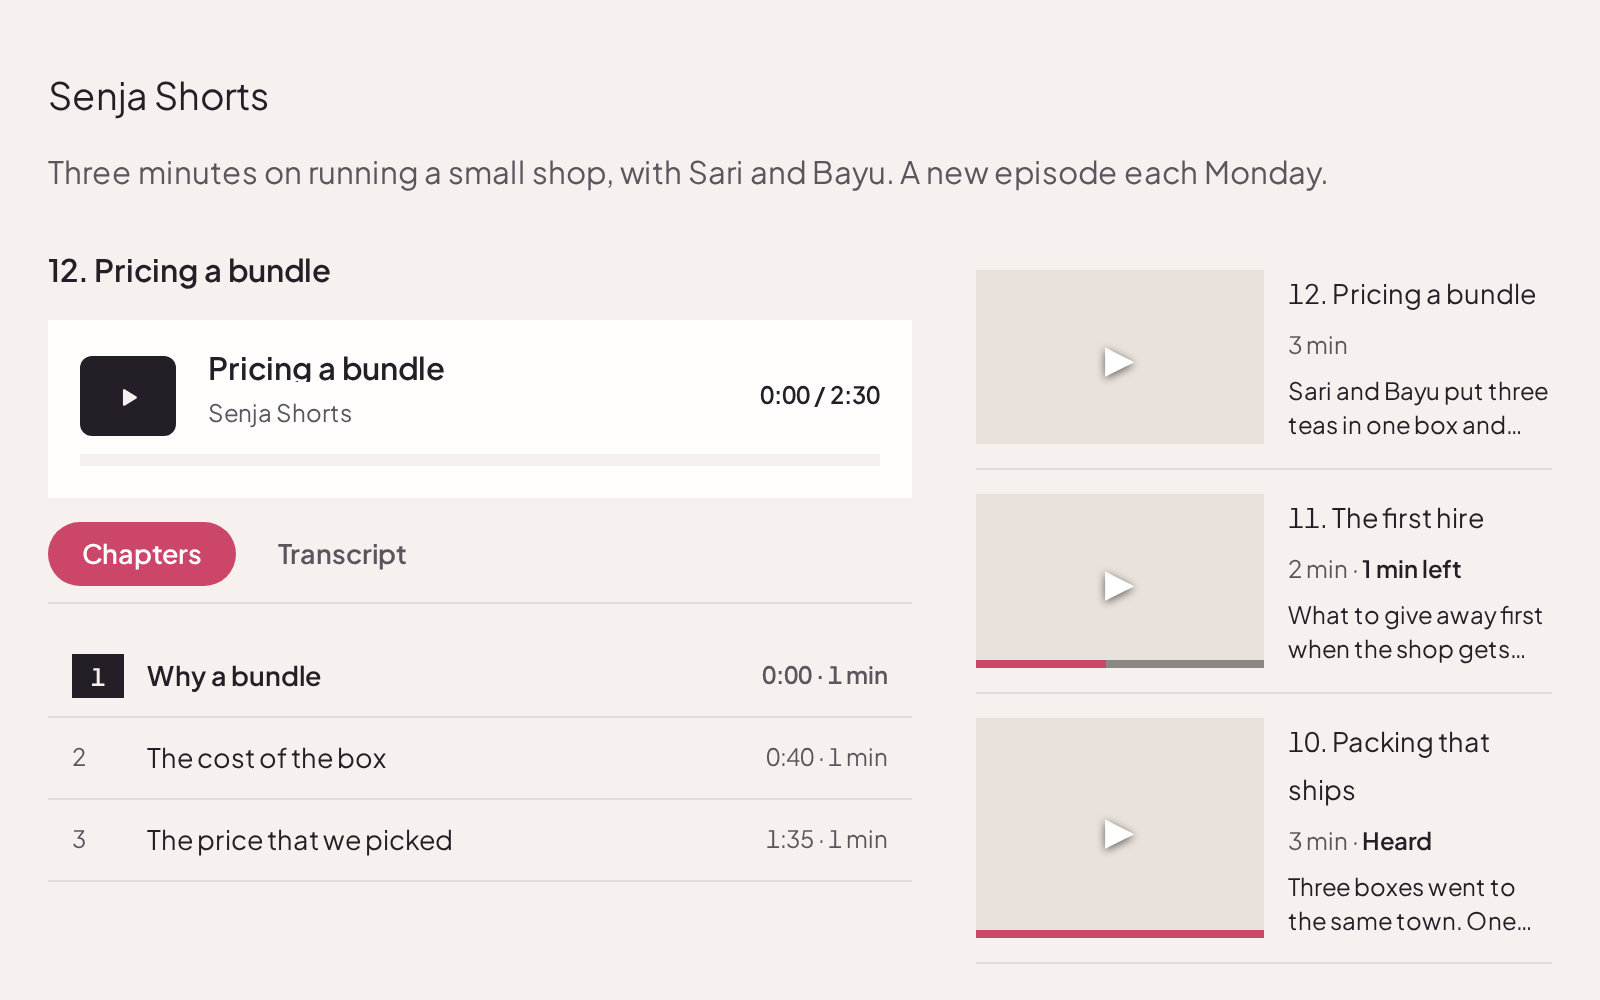 Senja Shorts
Three minutes on running a small shop, with Sari and Bayu. A new episode each Monday.
12. Pricing a bundle
Pricing a bundle
Senja Shorts
0:00 / 2:30
Chapters
Transcript
1 Why a bundle 0:00 · 1 min
2 The cost of the box 0:40 · 1 min
3 The price that we picked 1:35 · 1 min
12. Pricing a bundle
3 min
Sari and Bayu put three
teas in one box and…
11. The first hire
2 min · 1 min left
What to give away first
when the shop gets…
10. Packing that
ships
3 min · Heard
Three boxes went to
the same town. One…